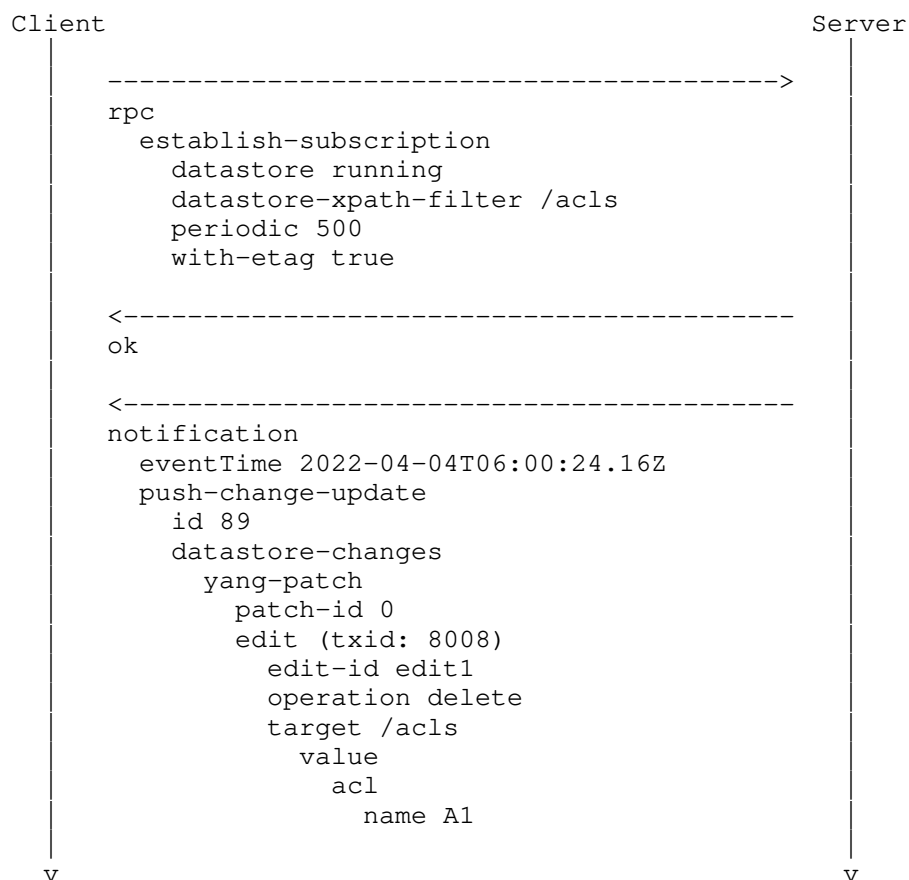 Client Server
-------------------------------------------->
rpc
establish-subscription
datastore running
datastore-xpath-filter /acls
periodic 500
with-etag true
<--------------------------------------------
ok
<--------------------------------------------
notification
eventTime 2022-04-04T06:00:24.16Z
push-change-update
id 89
datastore-changes
yang-patch
patch-id 0
edit (txid: 8008)
edit-id edit1
operation delete
target /acls
value
acl
name A1
v v